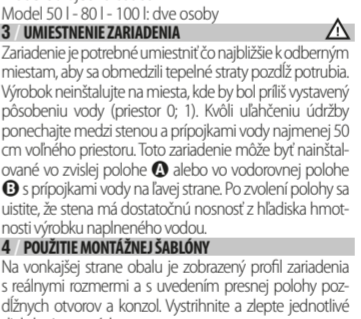 Model 50 l - 80 l - 100 l: dve osoby
3 / UMIESTNENIE ZARIADENIA
Zariadenie je potrebné umiestniť čo najbližšie k odberným
miestam, aby sa obmedzili tepelné straty pozdĺž potrubia.
Výrobok neinštalujte na miesta, kde by bol príliš vystavený
pôsobeniu vody (priestor 0; 1). Kvôli uľahčeniu údržby
ponechajte medzi stenou a prípojkami vody najmenej 50
cm voľného priestoru. Toto zariadenie môže byť nainštal-
ované vo zvislej polohe A alebo vo vodorovnej polohe
B s prípojkami vody na ľavej strane. Po zvolení polohy sa
uistite, že stena má dostatočnú nosnosť z hľadiska hmot-
nosti výrobku naplneného vodou.
4 / POUŽITIE MONTÁŽNEJ ŠABLÓNY
Na vonkajšej strane obalu je zobrazený profil zariadenia
s reálnymi rozmermi a s uvedením presnej polohy poz-
dĺžnych otvorov a konzol. Vystrihnite a zlepte jednotlivé